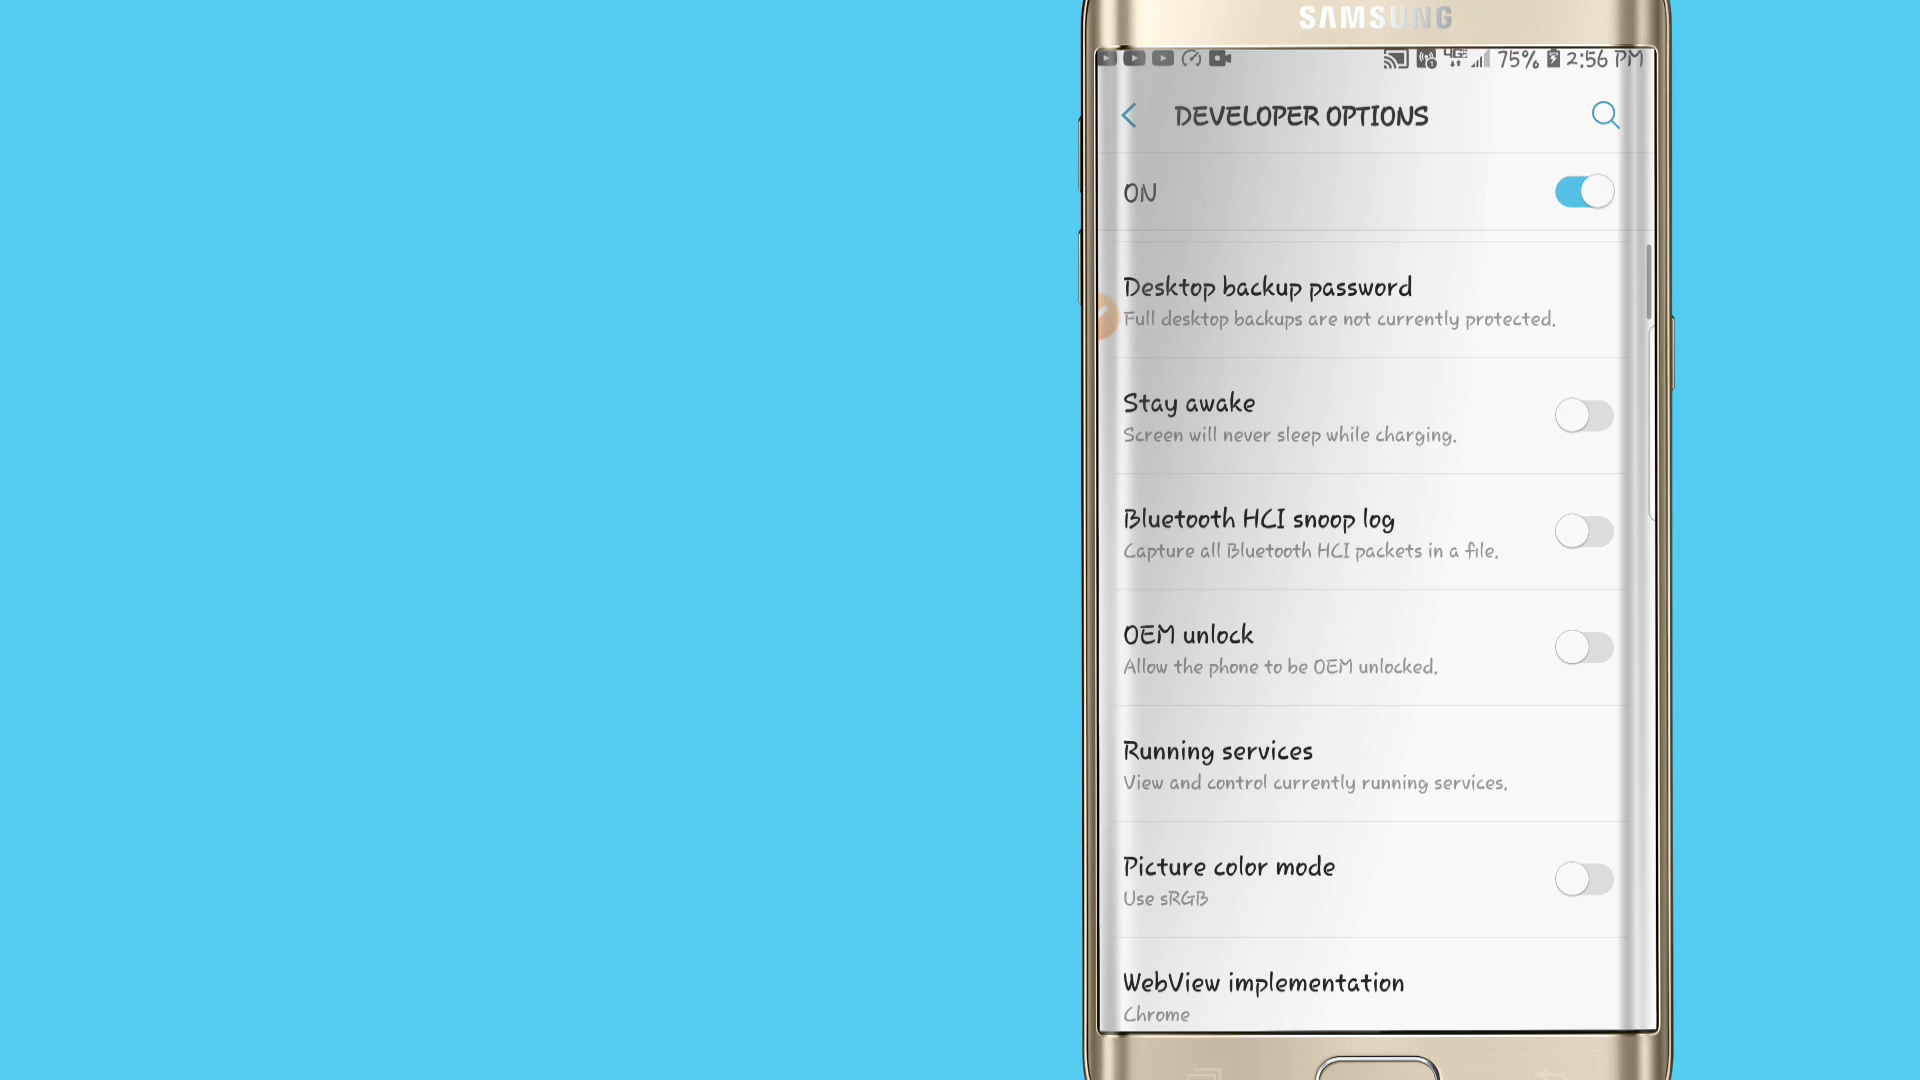 SAMSUNG
75% 2:56 PM
DEVELOPER OPTIONS
ON
Desktop backup password
Full desktop backups are not currently protected.
Stay awake
Screen will never sleep while charging.
Bluetooth HCI snoop log
Capture all Bluetooth HCI packets in a file.
OEM unlock
Allow the phone to be OEM unlocked.
Running services
View and control currently running services.
Picture color mode
Use sRGB
WebView implementation
Chrome